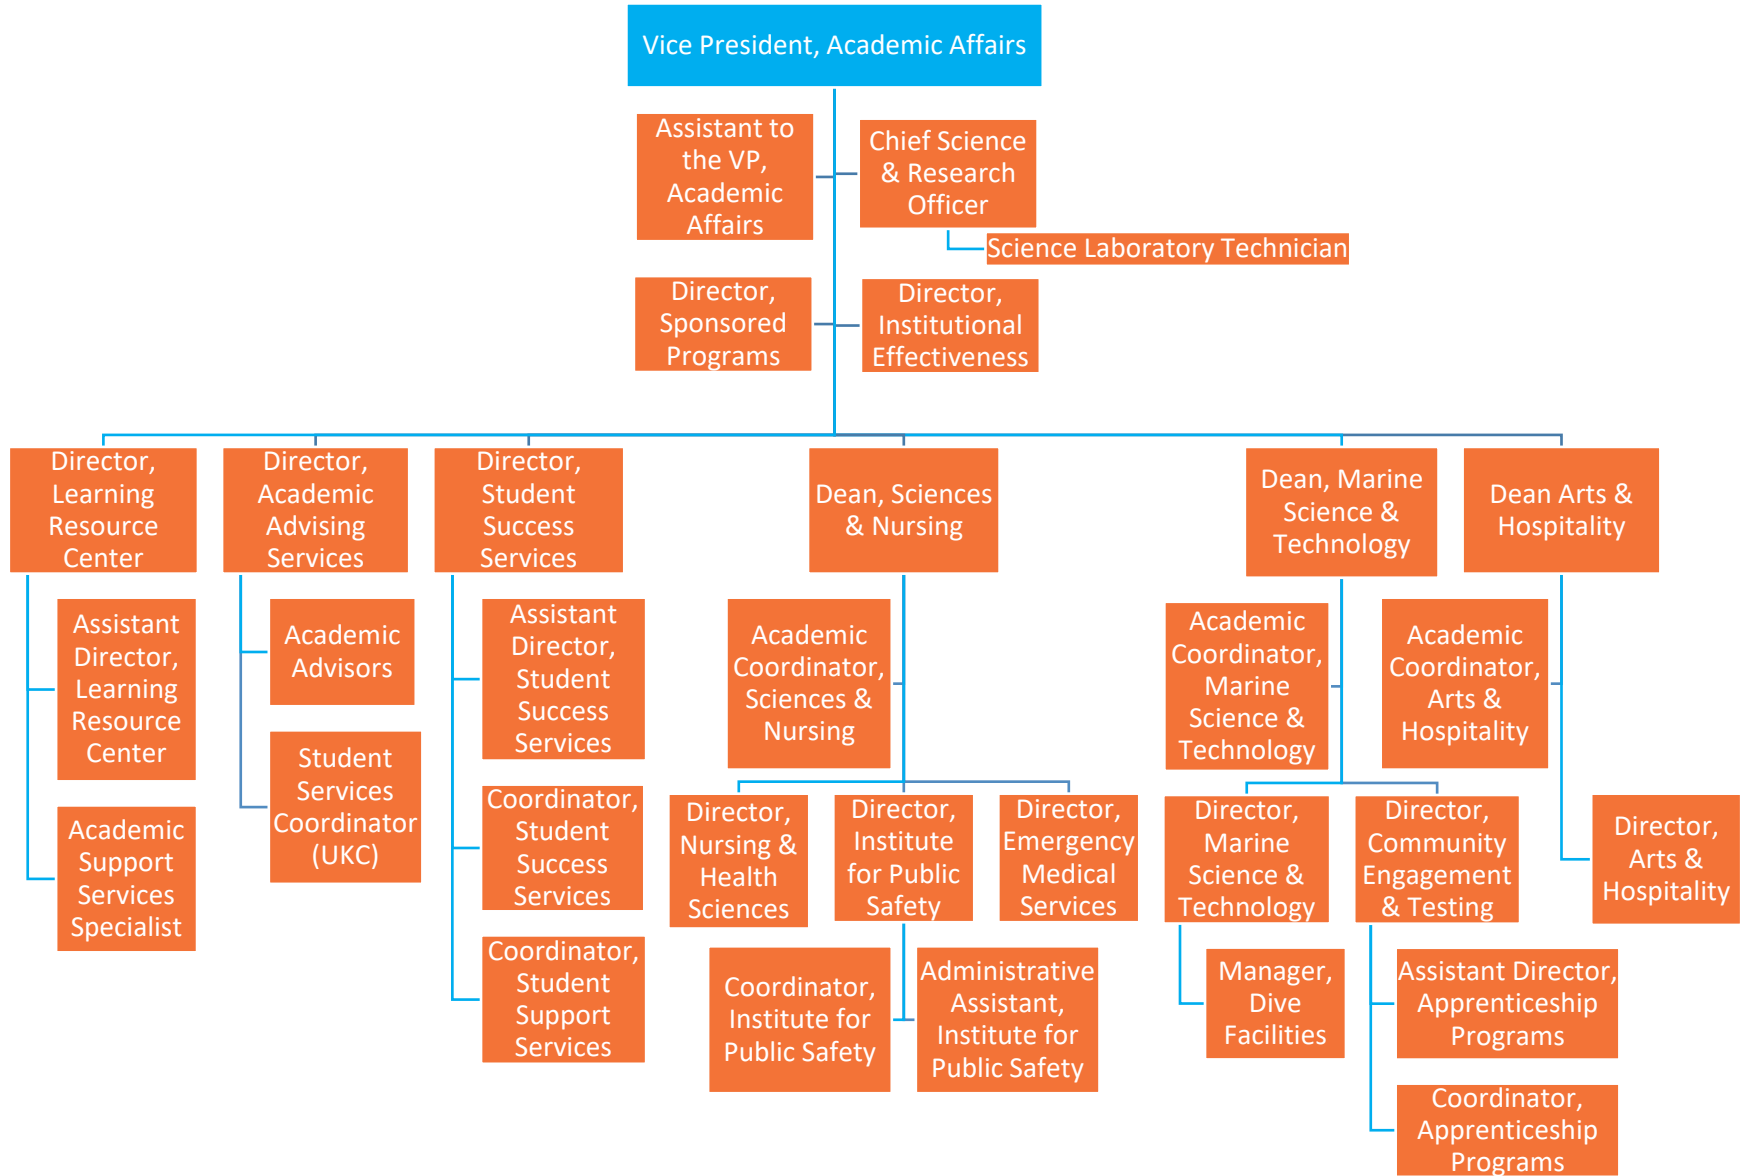 Vice President, Academic Affairs
Assistant to
the VP,
Academic
Affairs
Chief Science
& Research
Officer
Science Laboratory Technician
Director,
Sponsored
Programs
Director,
Institutional
Effectiveness
Director,
Learning
Resource
Center
Director,
Academic
Advising
Services
Director,
Student
Success
Services
Dean, Sciences
& Nursing
Dean, Marine
Science &
Technology
Dean Arts &
Hospitality
Assistant
Director,
Learning
Resource
Center
Academic
Support
Services
Specialist
Academic
Advisors
Student
Services
Coordinator
(UKC)
Assistant
Director,
Student
Success
Services
Coordinator,
Student
Success
Services
Coordinator,
Student
Support
Services
Academic
Coordinator,
Sciences &
Nursing
Director,
Nursing &
Health
Sciences
Director,
Institute
for Public
Safety
Director,
Emergency
Medical
Services
Coordinator,
Institute for
Public Safety
Administrative
Assistant,
Institute for
Public Safety
Academic
Coordinator,
Marine
Science &
Technology
Director,
Marine
Science &
Technology
Director,
Community
Engagement
& Testing
Manager,
Dive
Facilities
Assistant Director,
Apprenticeship
Programs
Coordinator,
Apprenticeship
Programs
Academic
Coordinator,
Arts &
Hospitality
Director,
Arts &
Hospitality